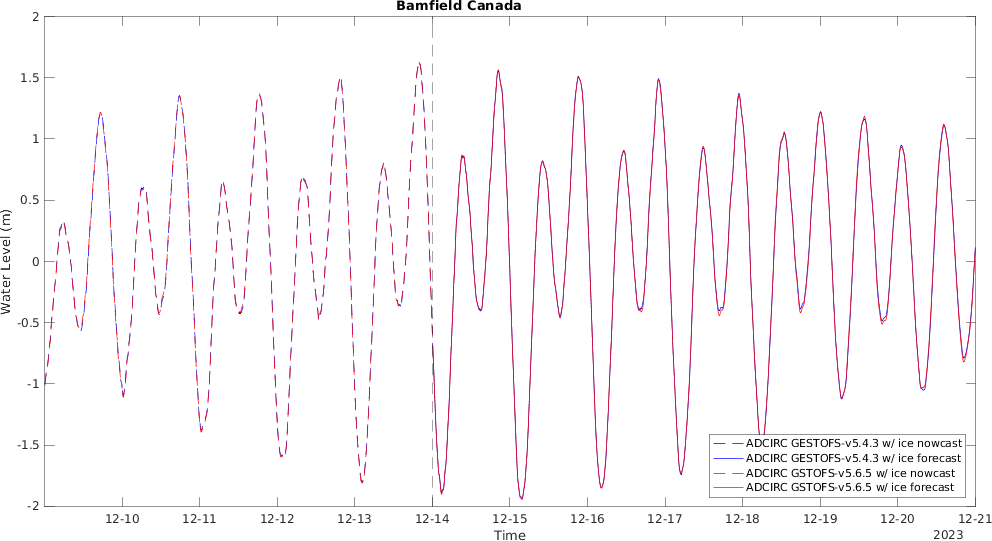 Bamfield Canada
2
1.5
1
0.5
0
-0.5
-1
-1.5
-2
Water Level (m)
12-10 12-11 12-12 12-13 12-14 12-15 12-16 12-17 12-18 12-19 12-20 12-21
Time
2023
ADCIRC GESTOFS-v5.4.3 w/ ice nowcast
ADCIRC GESTOFS-v5.4.3 w/ ice forecast
ADCIRC GSTOFS-v5.6.5 w/ ice nowcast
ADCIRC GSTOFS-v5.6.5 w/ ice forecast